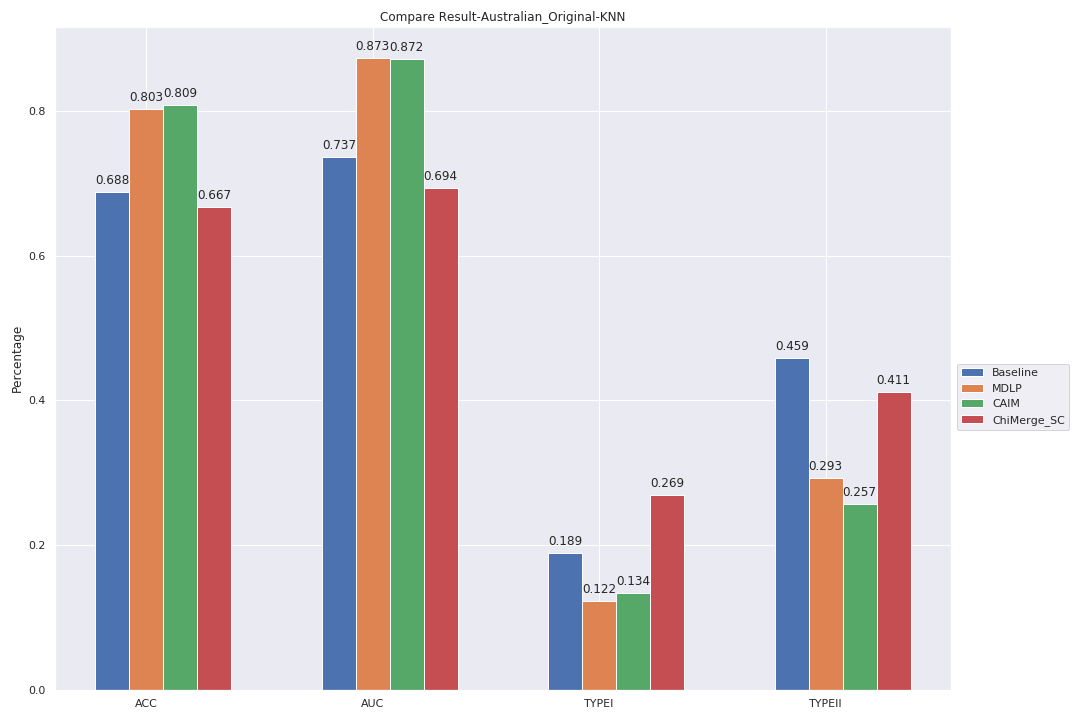 Compare Result-Australian_Original-KNN
0.873 0.872
0.803 0.809
0.8
0.737
0.688 0.694
0.667
0.6
Percentage
0.459
0.411
0.4
0.293
0.269 0.257
0.189
0.2
0.122 0.134
0.0
ACC AUC TYPEI TYPEII
Baseline
MDLP
CAIM
ChiMerge_SC